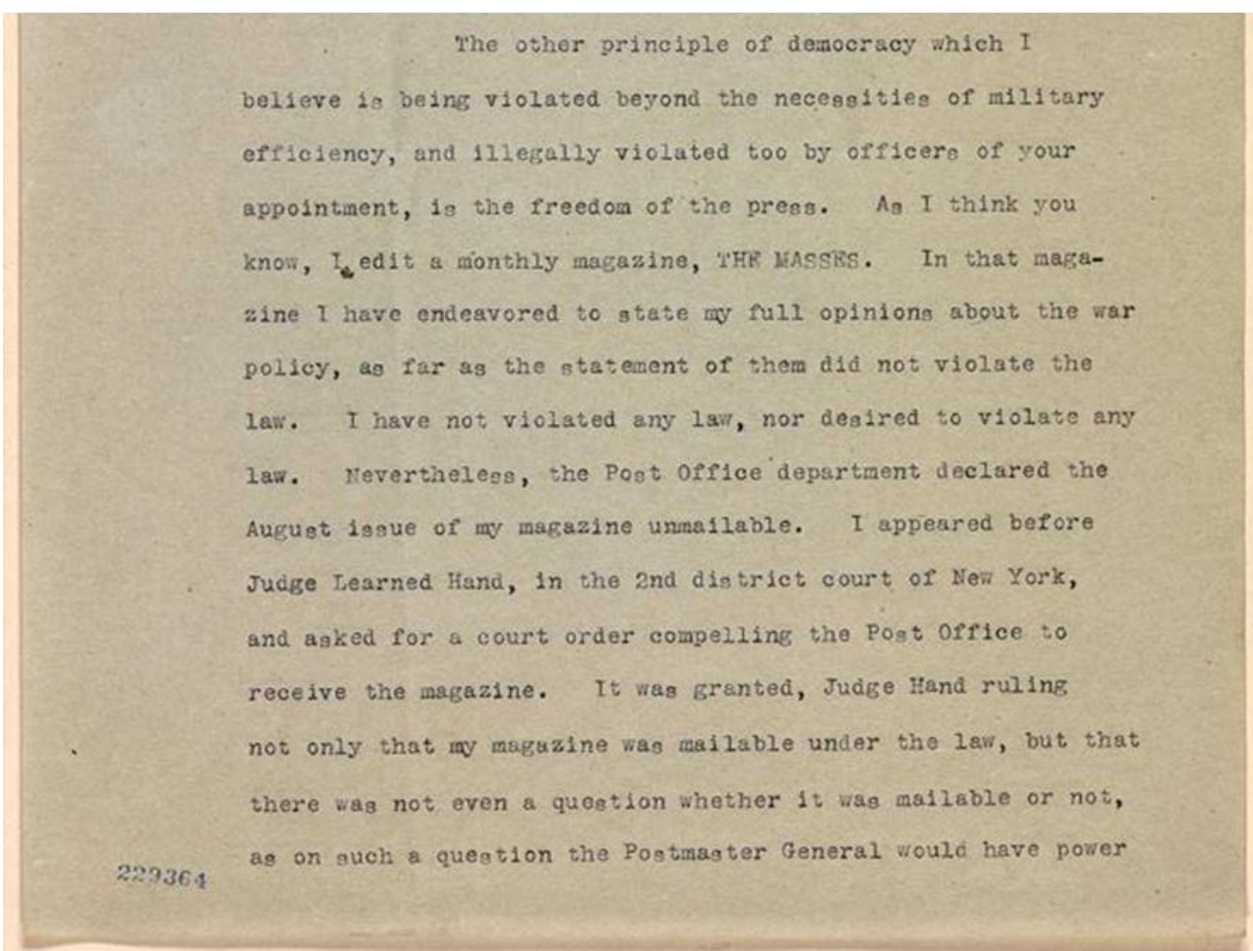 The other principle of democracy which I
believe is being violated beyond the necessities of military
efficiency, and illegally violated too by officers of your
appointment, is the freedom of the press. As I think you
know, I edit a monthly magazine, THE MASSES. In that maga-
zine I have endeavored to state my full opinions about the war
policy, as far as the statement of them did not violate the
law. I have not violated any law, nor desired to violate any
law. Nevertheless, the Post Office department declared the
August issue of my magazine unmailable. I appeared before
Judge Learned Hand, in the 2nd district court of New York,
and asked for a court order compelling the Post Office to
receive the magazine. It was granted, Judge Hand ruling
not only that my magazine was mailable under the law, but that
there was not even a question whether it was mailable or not,
as on such a question the Postmaster General would have power
229364